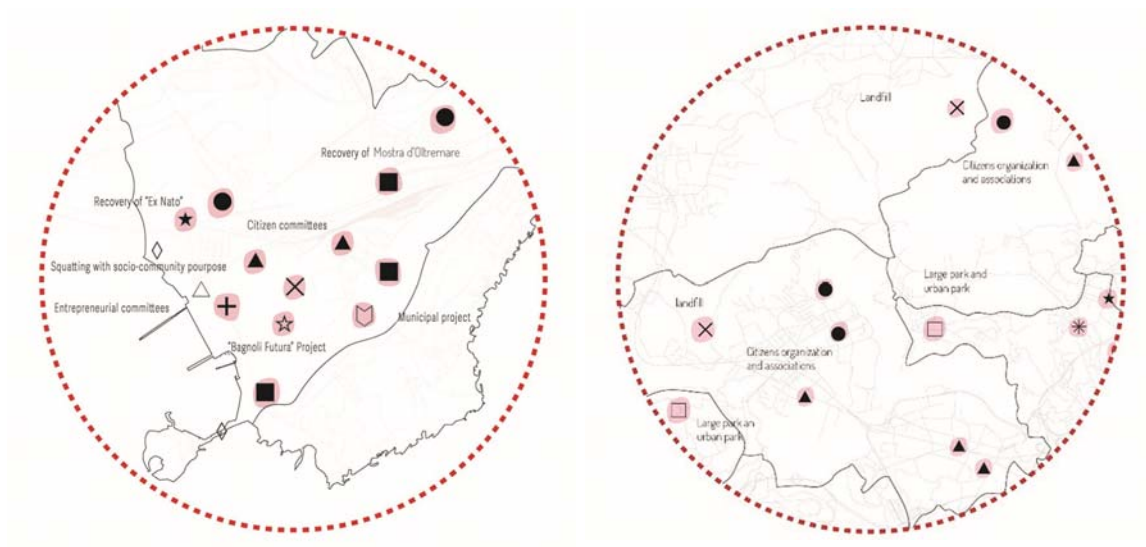 Recovery of Mostra d'Oltremare
Recovery of "Ex Nato"
Citizen committees
Squatting with socio-community pourpose
Entrepreneurial committees
Municipal project
"Bagnoli Futura" Project
Landfill
Citizens organization
and associations
Large park and
urban park
landfill
Citizens organization
and associations
Large park an
urban park